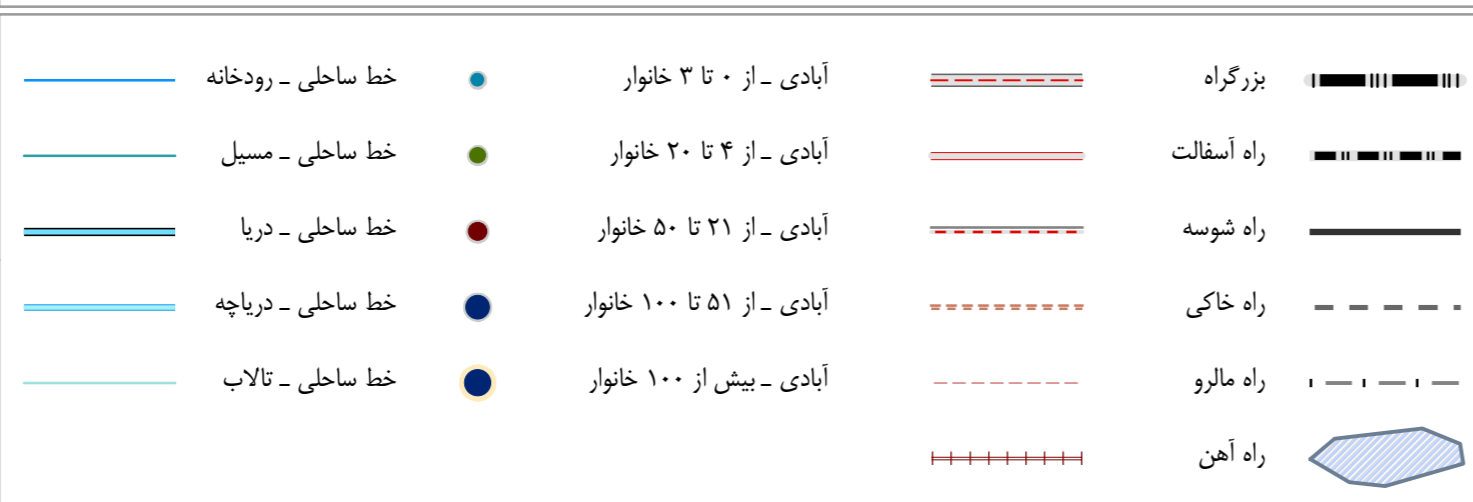 بزرگراه
راه آسفالت
راه شوسه
راه خاکی
راه مالرو
راه آهن
آبادی ـ از ۰ تا ۳ خانوار
آبادی ـ از ۴ تا ۲۰ خانوار
آبادی ـ از ۲۱ تا ۵۰ خانوار
آبادی ـ از ۵۱ تا ۱۰۰ خانوار
آبادی ـ بیش از ۱۰۰ خانوار
خط ساحلی ـ رودخانه
خط ساحلی ـ مسیل
خط ساحلی ـ دریا
خط ساحلی ـ دریاچه
خط ساحلی ـ تالاب